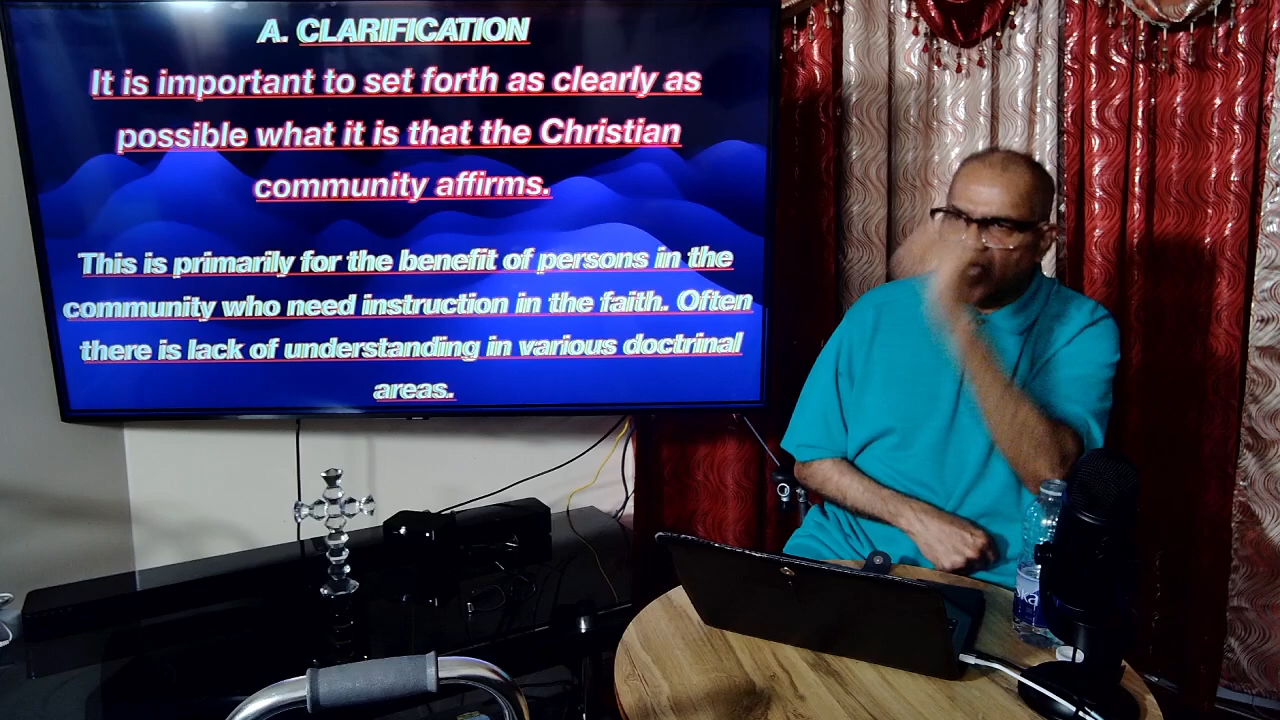 A. CLARIFICATION
It is important to set forth as clearly as
possible what it is that the Christian
community affirms.
This is primarily for the benefit of persons in the
community who need instruction in the faith. Often
there is lack of understanding in various doctrinal
areas.